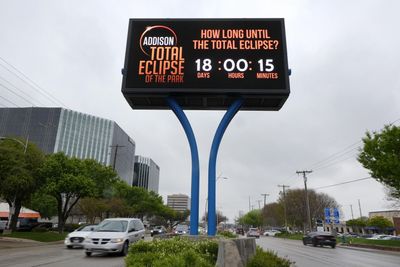 ADDISON
TOTAL
ECLIPSE
OF THE PARK
HOW LONG UNTIL
THE TOTAL ECLIPSE?
18 : 00 : 15
DAYS HOURS MINUTES